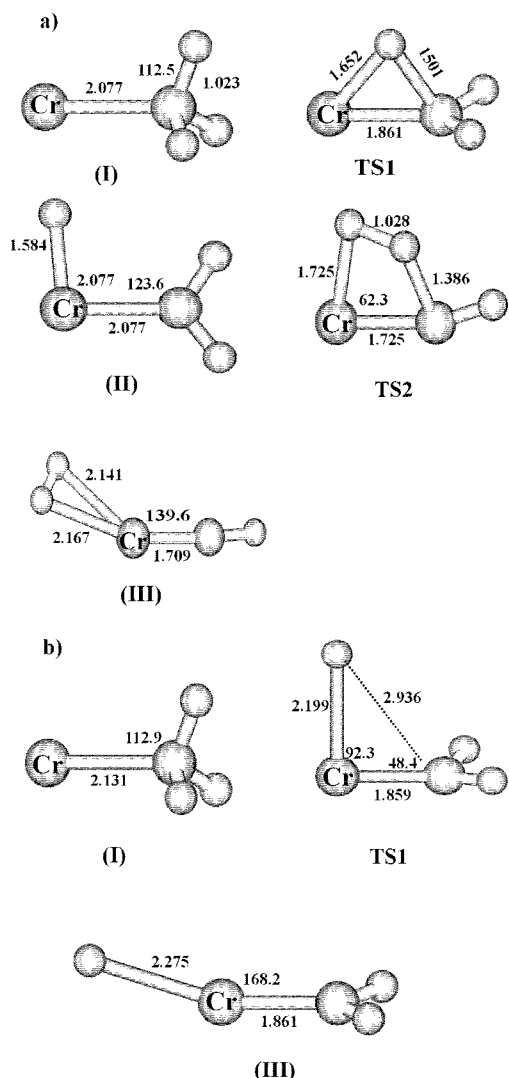 a)
112.5
2.077
1.023
Cr
(I)
1.652
1501
Cr
1.861
TS1
1.584
2.077
123.6
Cr
2.077
(II)
1.028
1.725
1.386
62.3
Cr
1.725
TS2
2.141
139.6
2.167
Cr
1.709
(III)
b)
112.9
Cr
2.131
(I)
2.199
2.936
92.3
48.4
Cr
1.859
TS1
2.275
168.2
Cr
1.861
(III)